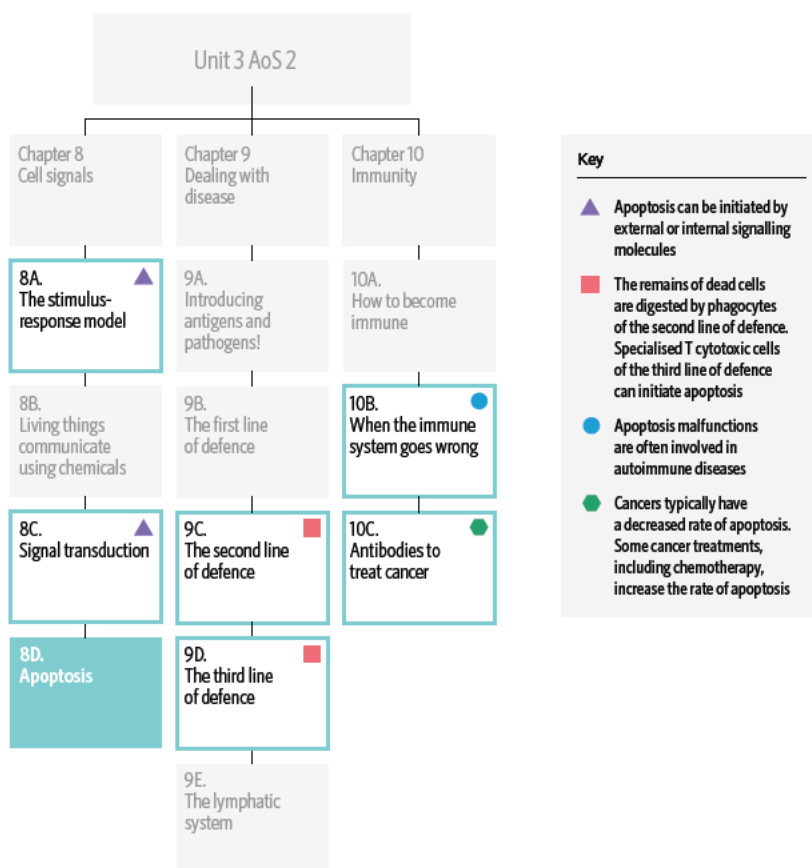 Unit 3 AoS 2
Chapter 8
Cell signals
Chapter 9
Dealing with
disease
Chapter 10
Immunity
8A.
The stimulus-
response model
9A.
Introducing
antigens and
pathogens!
10A.
How to become
immune
8B.
Living things
communicate
using chemicals
9B.
The first line
of defence
10B.
When the immune
system goes wrong
8C.
Signal transduction
9C.
The second line
of defence
10C.
Antibodies to
treat cancer
8D.
Apoptosis
9D.
The third line
of defence
9E.
The lymphatic
system
Key
Apoptosis can be initiated by
external or internal signalling
molecules
The remains of dead cells
are digested by phagocytes
of the second line of defence.
Specialised T cytotoxic cells
of the third line of defence
can initiate apoptosis
Apoptosis malfunctions
are often involved in
autoimmune diseases
Cancers typically have
a decreased rate of apoptosis.
Some cancer treatments,
including chemotherapy,
increase the rate of apoptosis